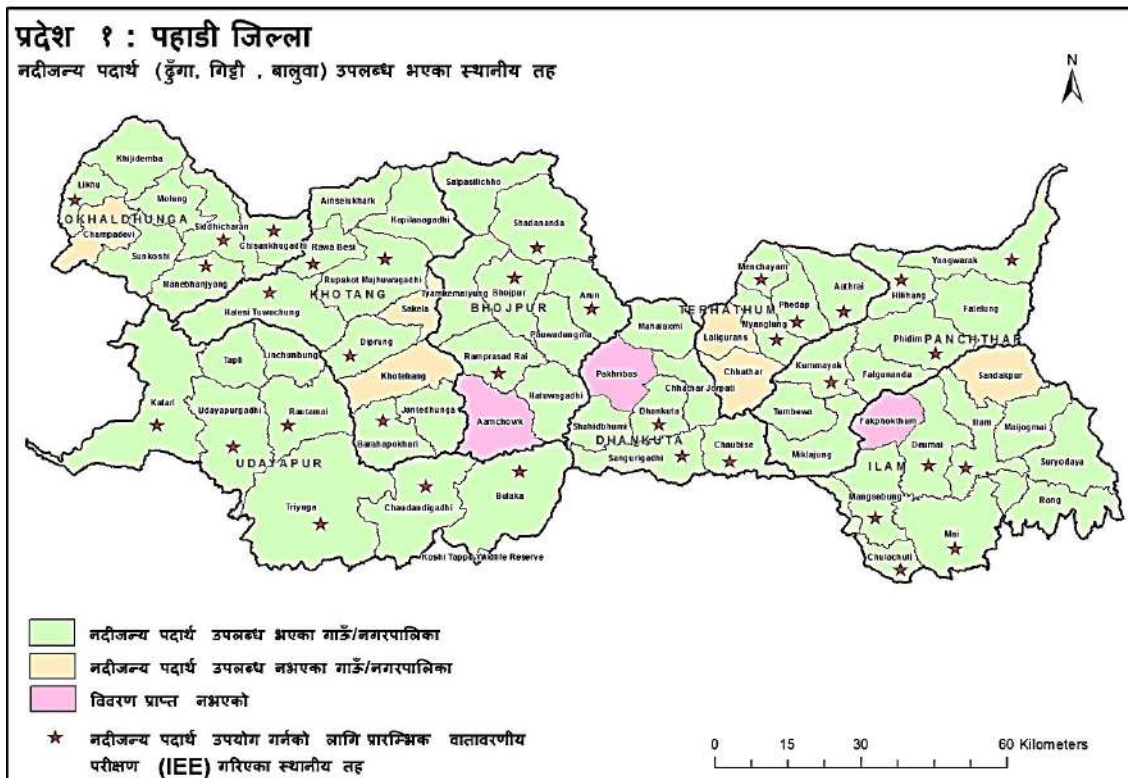 प्रदेश १ : पहाडी जिल्ला
नदीजन्य पदार्थ (ढुँगा, गिट्टी , बालुवा) उपलब्ध भएका स्थानीय तह
N
Khijidemba
Likhu
Molung
OKHALDHUNGA
Champadevi
Siddhicharan
Chisankhugadhi
Sunkoshi
Manebhanjyang
Ainselukhark
Kepilasagadhi
Rawa Besi
Rupakot Majhuwagadhi
KHOTANG
Halesi Tuwachung
Sakela
Diprung
Khotehang
Jantedhunga
Barahapokhari
Salpasilichho
Shadananda
Tyamkemaiyung
Bhojpur
BHOJPUR
Arun
Pauwadungma
Ramprasad Rai
Hatuwagadhi
Aamchowk
Tapli
Limchunbung
Katari
Udayapurgadhi
Rautamai
UDAYAPUR
Triyuga
Chaudandigadhi
Belaka
Koshi Tappu Wildlife Reserve
Mahalaxmi
Pakhribas
Chhathar Jorpati
Shahidbhumi
Dhankuta
DHANKUTA
Sangurigadhi
Chaubise
Menchayam
TERHATHUM
Laligurans
Phedap
Myanglung
Aathrai
Chhathar
Yangwarak
Hilihang
Falelung
Phidim
PANCHTHAR
Kummayak
Falgunanda
Tumbewa
Miklajung
Sandakpur
Fakphokthum
Deumai
Ilam
Maijogmai
ILAM
Suryodaya
Mangsebung
Rong
Mai
Chulachuli
नदीजन्य पदार्थ उपलब्ध भएका गाउँ/नगरपालिका
नदीजन्य पदार्थ उपलब्ध नभएका गाउँ/नगरपालिका
विवरण प्राप्त नभएको
नदीजन्य पदार्थ उपयोग गर्नको लागि प्रारम्भिक वातावरणीय
परीक्षण (IEE) गरिएका स्थानीय तह
0 15 30 60 Kilometers